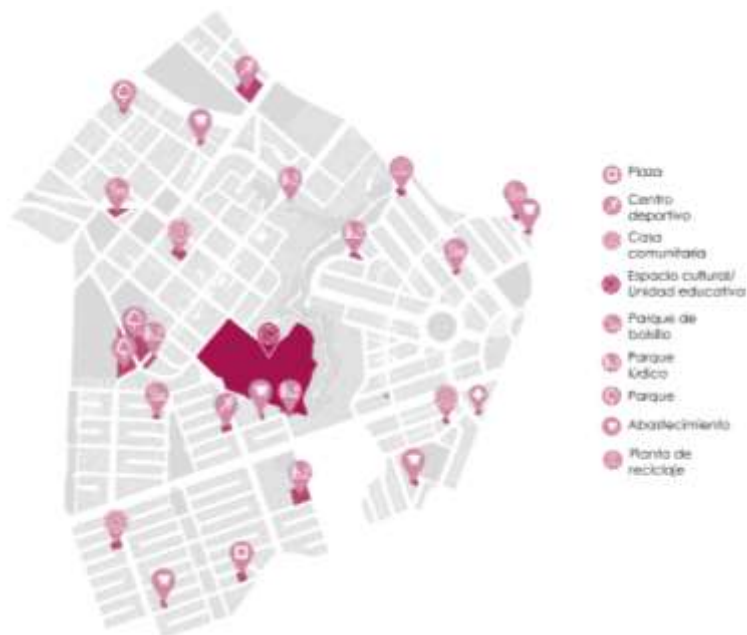 Plaza
Centro
deportivo
Casa
comunitaria
Espacio cultural/
Unidad educativa
Parque de
bolsillo
Parque
lúdico
Parque
Abastecimiento
Planta de
reciclaje